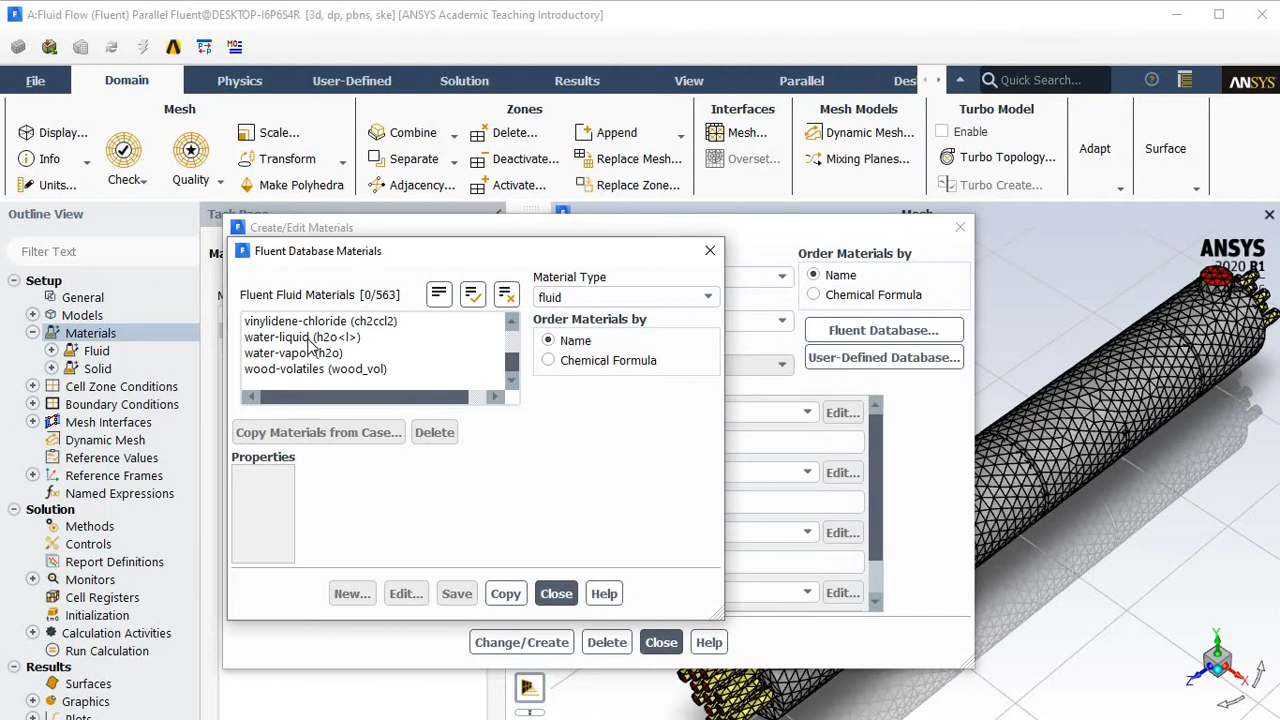 A:Fluid Flow (Fluent) Parallel Fluent@DESKTOP-I6P6S4R [3d, dp, pbns, ske] [ANSYS Academic Teaching Introductory]
File Domain Physics User-Defined Solution Results View Parallel Des Quick Search... ANSYS
Mesh Zones Interfaces Mesh Models Turbo Model
Display... Scale... Combine Delete... Append Mesh... Dynamic Mesh... Enable
Info Check Quality Transform Separate Deactivate... Replace Mesh... Overset... Mixing Planes... Turbo Topology... Adapt Surface
Units... Make Polyhedra Adjacency... Activate... Replace Zone... Turbo Create...
Outline View
Filter Text
Setup
General
Models
Materials
Fluid
Solid
Cell Zone Conditions
Boundary Conditions
Mesh Interfaces
Dynamic Mesh
Reference Values
Reference Frames
Named Expressions
Solution
Methods
Controls
Report Definitions
Monitors
Cell Registers
Initialization
Calculation Activities
Run Calculation
Results
Surfaces
Graphics
Plots
Create/Edit Materials
Order Materials by
Name
Chemical Formula
Fluent Database...
User-Defined Database...
Edit...
Edit...
Edit...
Edit...
Change/Create Delete Close Help
Fluent Database Materials
Fluent Fluid Materials [0/563]
vinylidene-chloride (ch2ccl2)
water-liquid (h2o<l>)
water-vapor (h2o)
wood-volatiles (wood_vol)
Material Type
fluid
Order Materials by
Name
Chemical Formula
Copy Materials from Case... Delete
Properties
New... Edit... Save Copy Close Help
ANSYS
2020 R1
Y
Z
X